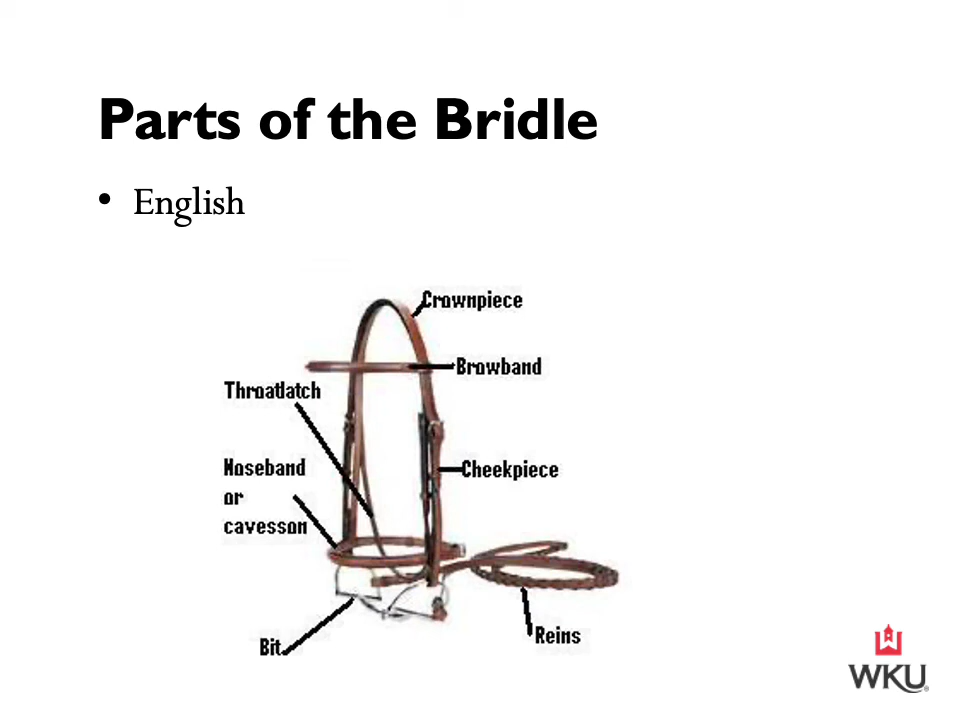 Parts of the Bridle
• English
Crownpiece
Browband
Throatlatch
Noseband
or
cavesson
Cheekpiece
Bit
Reins
WKU®